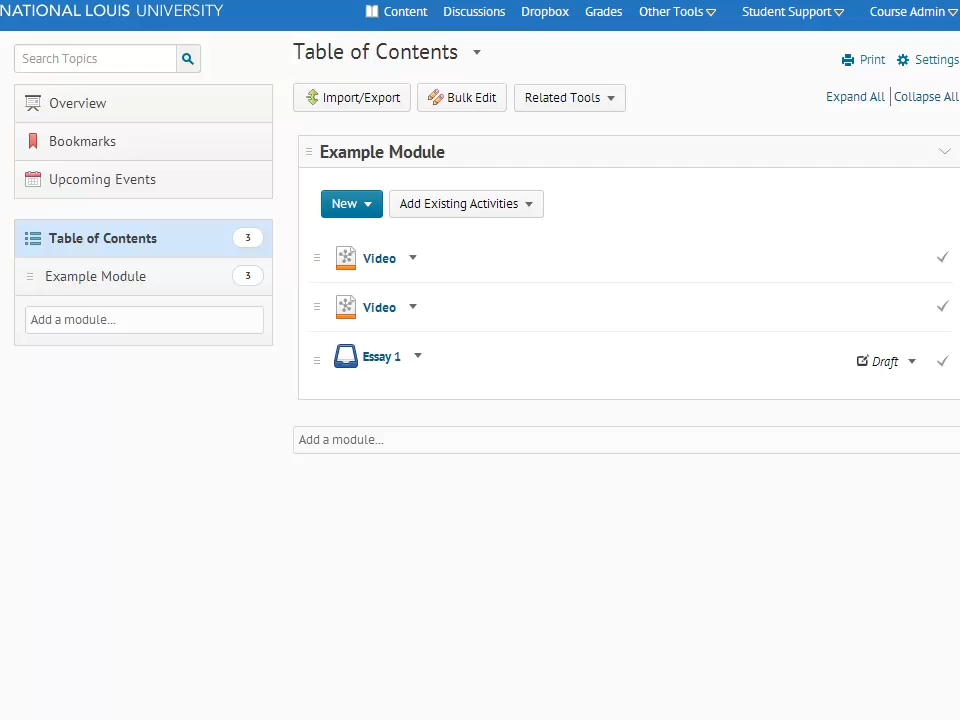 NATIONAL LOUIS UNIVERSITY
Content Discussions Dropbox Grades Other Tools Student Support Course Admin
Search Topics
Overview
Bookmarks
Upcoming Events
Table of Contents 3
Example Module 3
Add a module...
Table of Contents
Print Settings
Import/Export Bulk Edit Related Tools
Expand All Collapse All
Example Module
New Add Existing Activities
Video
Video
Essay 1
Draft
Add a module...